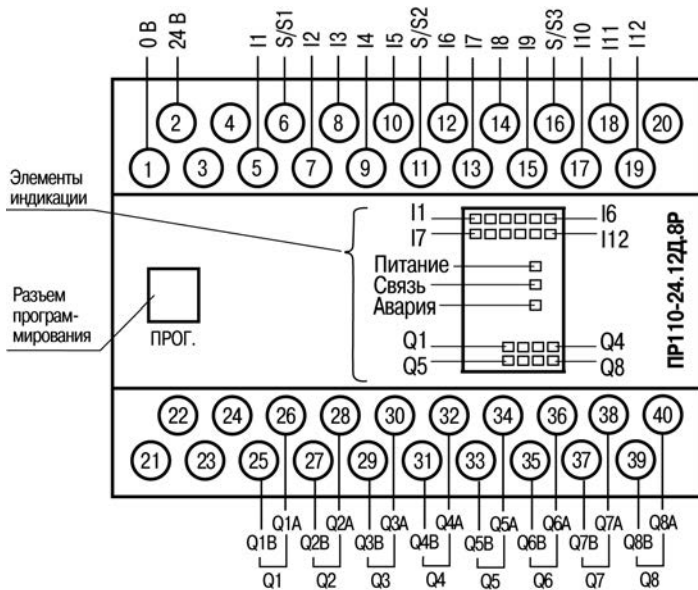 0 В
24 В
I1
S/S1
I2
I3
I4
I5
S/S2
I6
I7
I8
I9
S/S3
I10
I11
I12
2 4 6 8 10 12 14 16 18 20
1 3 5 7 9 11 13 15 17 19
Элементы
индикации
I1 I6
I7 I12
Питание
Связь
Авария
Разъем
програм-
мирования
ПРОГ.
Q1 Q4
Q5 Q8
ПР110-24.12Д.8Р
22 24 26 28 30 32 34 36 38 40
21 23 25 27 29 31 33 35 37 39
Q1A Q2A Q3A Q4A Q5A Q6A Q7A Q8A
Q1B Q2B Q3B Q4B Q5B Q6B Q7B Q8B
Q1 Q2 Q3 Q4 Q5 Q6 Q7 Q8